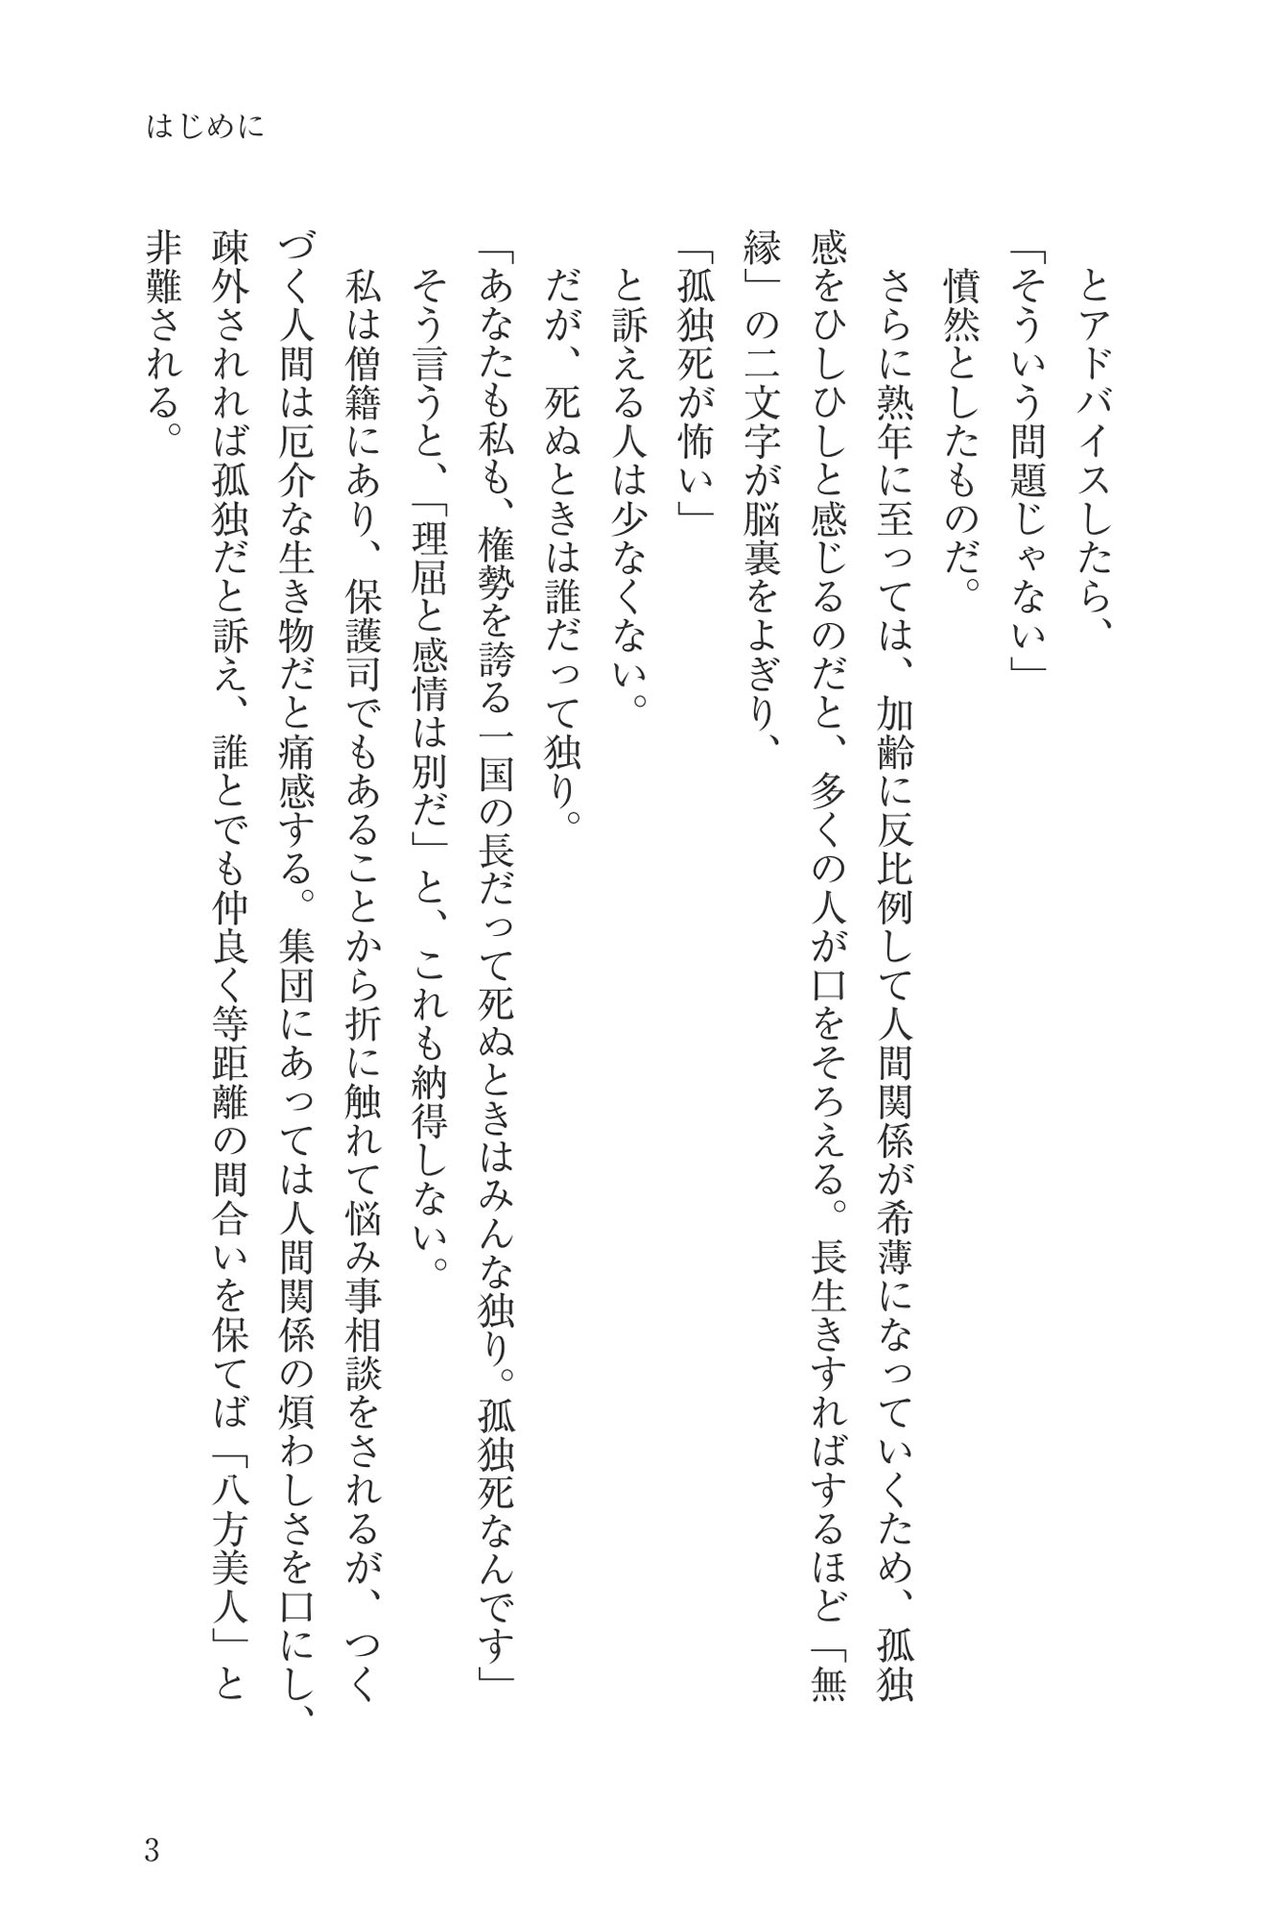 はじめに
とアドバイスしたら、
「そういう問題じゃない」
憤然としたものだ。
さらに熟年に至っては、加齢に反比例して人間関係が希薄になっていくため、孤独
感をひしひしと感じるのだと、多くの人が口をそろえる。長生きすればするほど「無
縁」の二文字が脳裏をよぎり、
「孤独死が怖い」
と訴える人は少なくない。
だが、死ぬときは誰だって独り。
「あなたも私も、権勢を誇る一国の長だって死ぬときはみんな独り。孤独死なんです」
そう言うと、「理屈と感情は別だ」と、これも納得しない。
私は僧籍にあり、保護司でもあることから折に触れて悩み事相談をされるが、つく
づく人間は厄介な生き物だと痛感する。集団にあっては人間関係の煩わしさを口にし、
疎外されれば孤独だと訴え、誰とでも仲良く等距離の間合いを保てば「八方美人」と
非難される。
3